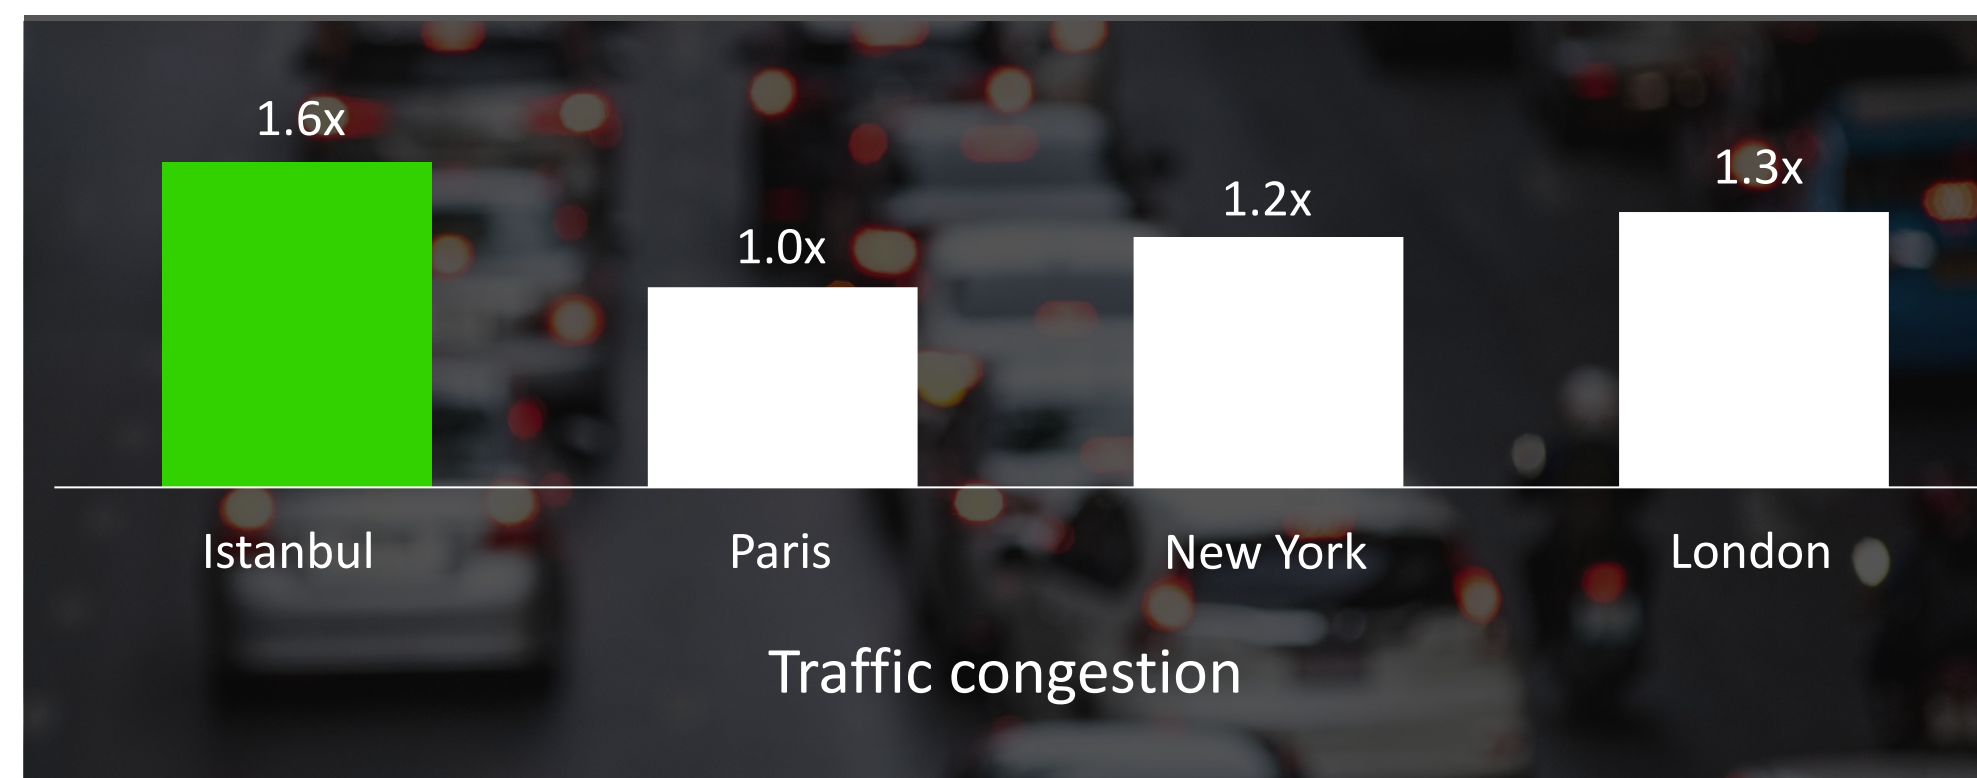 1.6x
1.0x
1.2x
1.3x
Istanbul
Paris
New York
London
Traffic congestion